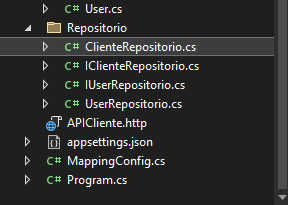 C# User.cs
Repositorio
C# ClienteRepositorio.cs
C# IClienteRepositorio.cs
C# IUserRepositorio.cs
C# UserRepositorio.cs
APICliente.http
appsettings.json
C# MappingConfig.cs
C# Program.cs